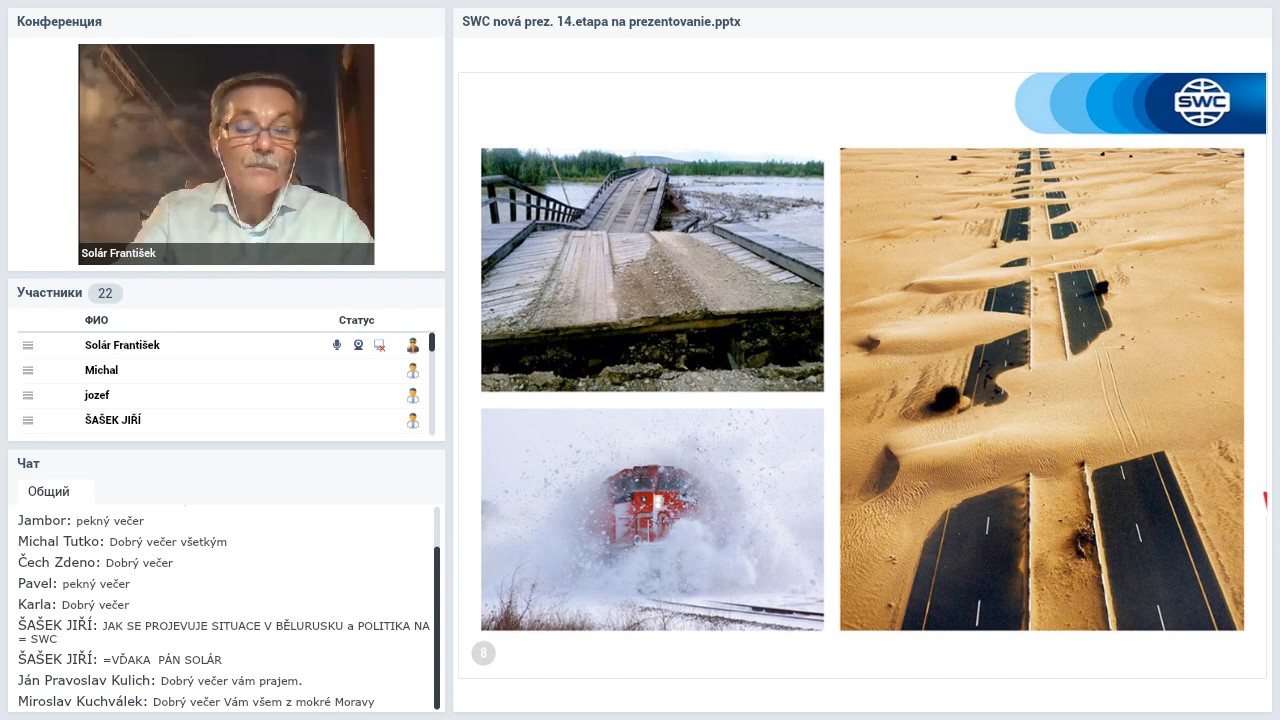 Конференция
Solár František
Участники 22
ФИО Статус
Solár František
Michal
jozef
ŠAŠEK JIŘÍ
Чат
Общий
Jambor: pekný večer
Michal Tutko: Dobrý večer všetkým
Čech Zdeno: Dobrý večer
Pavel: pekný večer
Karla: Dobrý večer
ŠAŠEK JIŘÍ: JAK SE PROJEVUJE SITUACE V BĚLURUSKU a POLITIKA NA
= SWC
ŠAŠEK JIŘÍ: =VĎAKA PÁN SOLÁR
Ján Pravoslav Kulich: Dobrý večer vám prajem.
Miroslav Kuchválek: Dobrý večer Vám všem z mokré Moravy
SWC nová prez. 14.etapa na prezentovanie.pptx
SWC
8